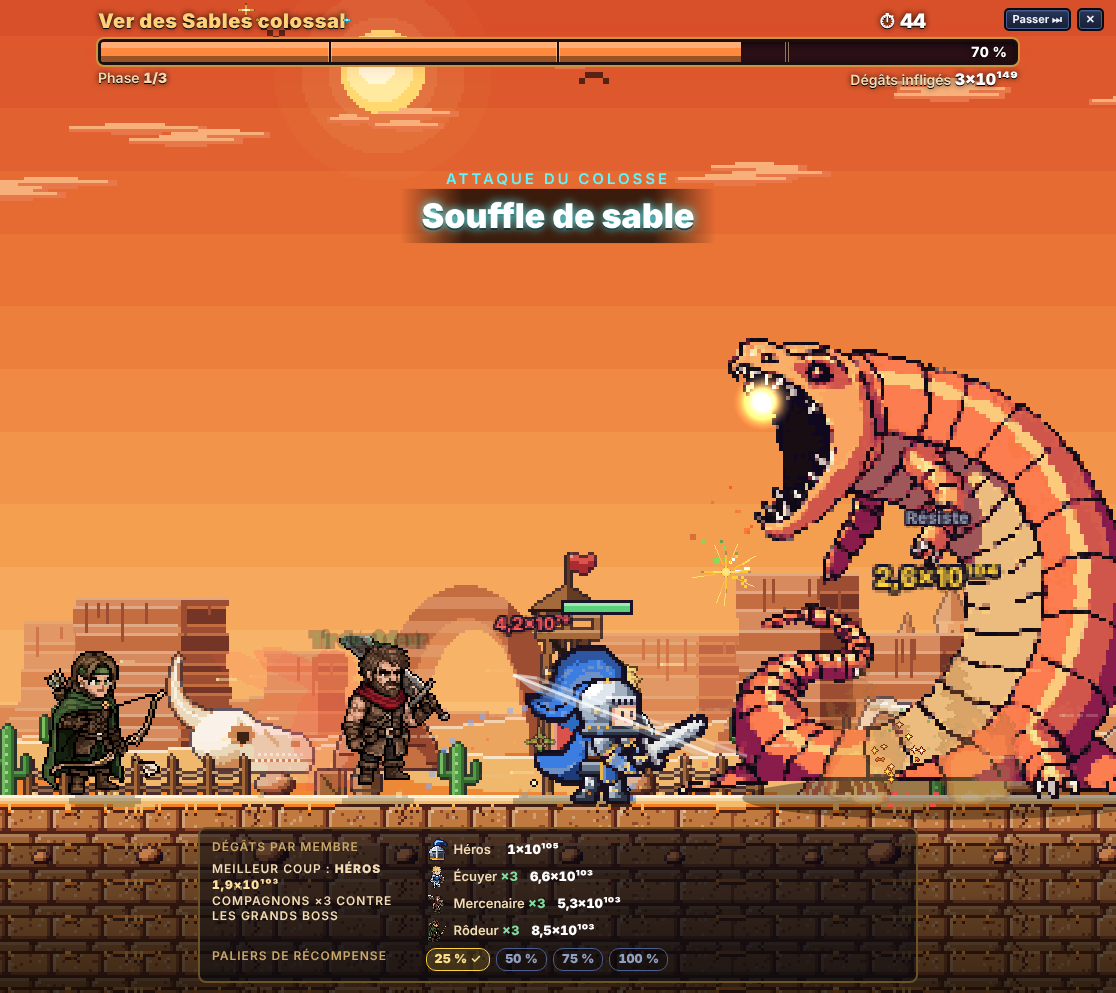 Ver des Sables colossal
44
Passer
×
70 %
Phase 1/3
Dégâts infligés 3×10¹⁴⁹
ATTAQUE DU COLOSSE
Souffle de sable
Résiste
DÉGÂTS PAR MEMBRE
MEILLEUR COUP : HÉROS
1,9×10¹⁰³
COMPAGNONS ×3 CONTRE
LES GRANDS BOSS
Héros 1×10¹⁰⁵
Écuyer ×3 6,6×10¹⁰³
Mercenaire ×3 5,3×10¹⁰³
Rôdeur ×3 8,5×10¹⁰³
PALIERS DE RÉCOMPENSE
25 % ✓ 50 % 75 % 100 %